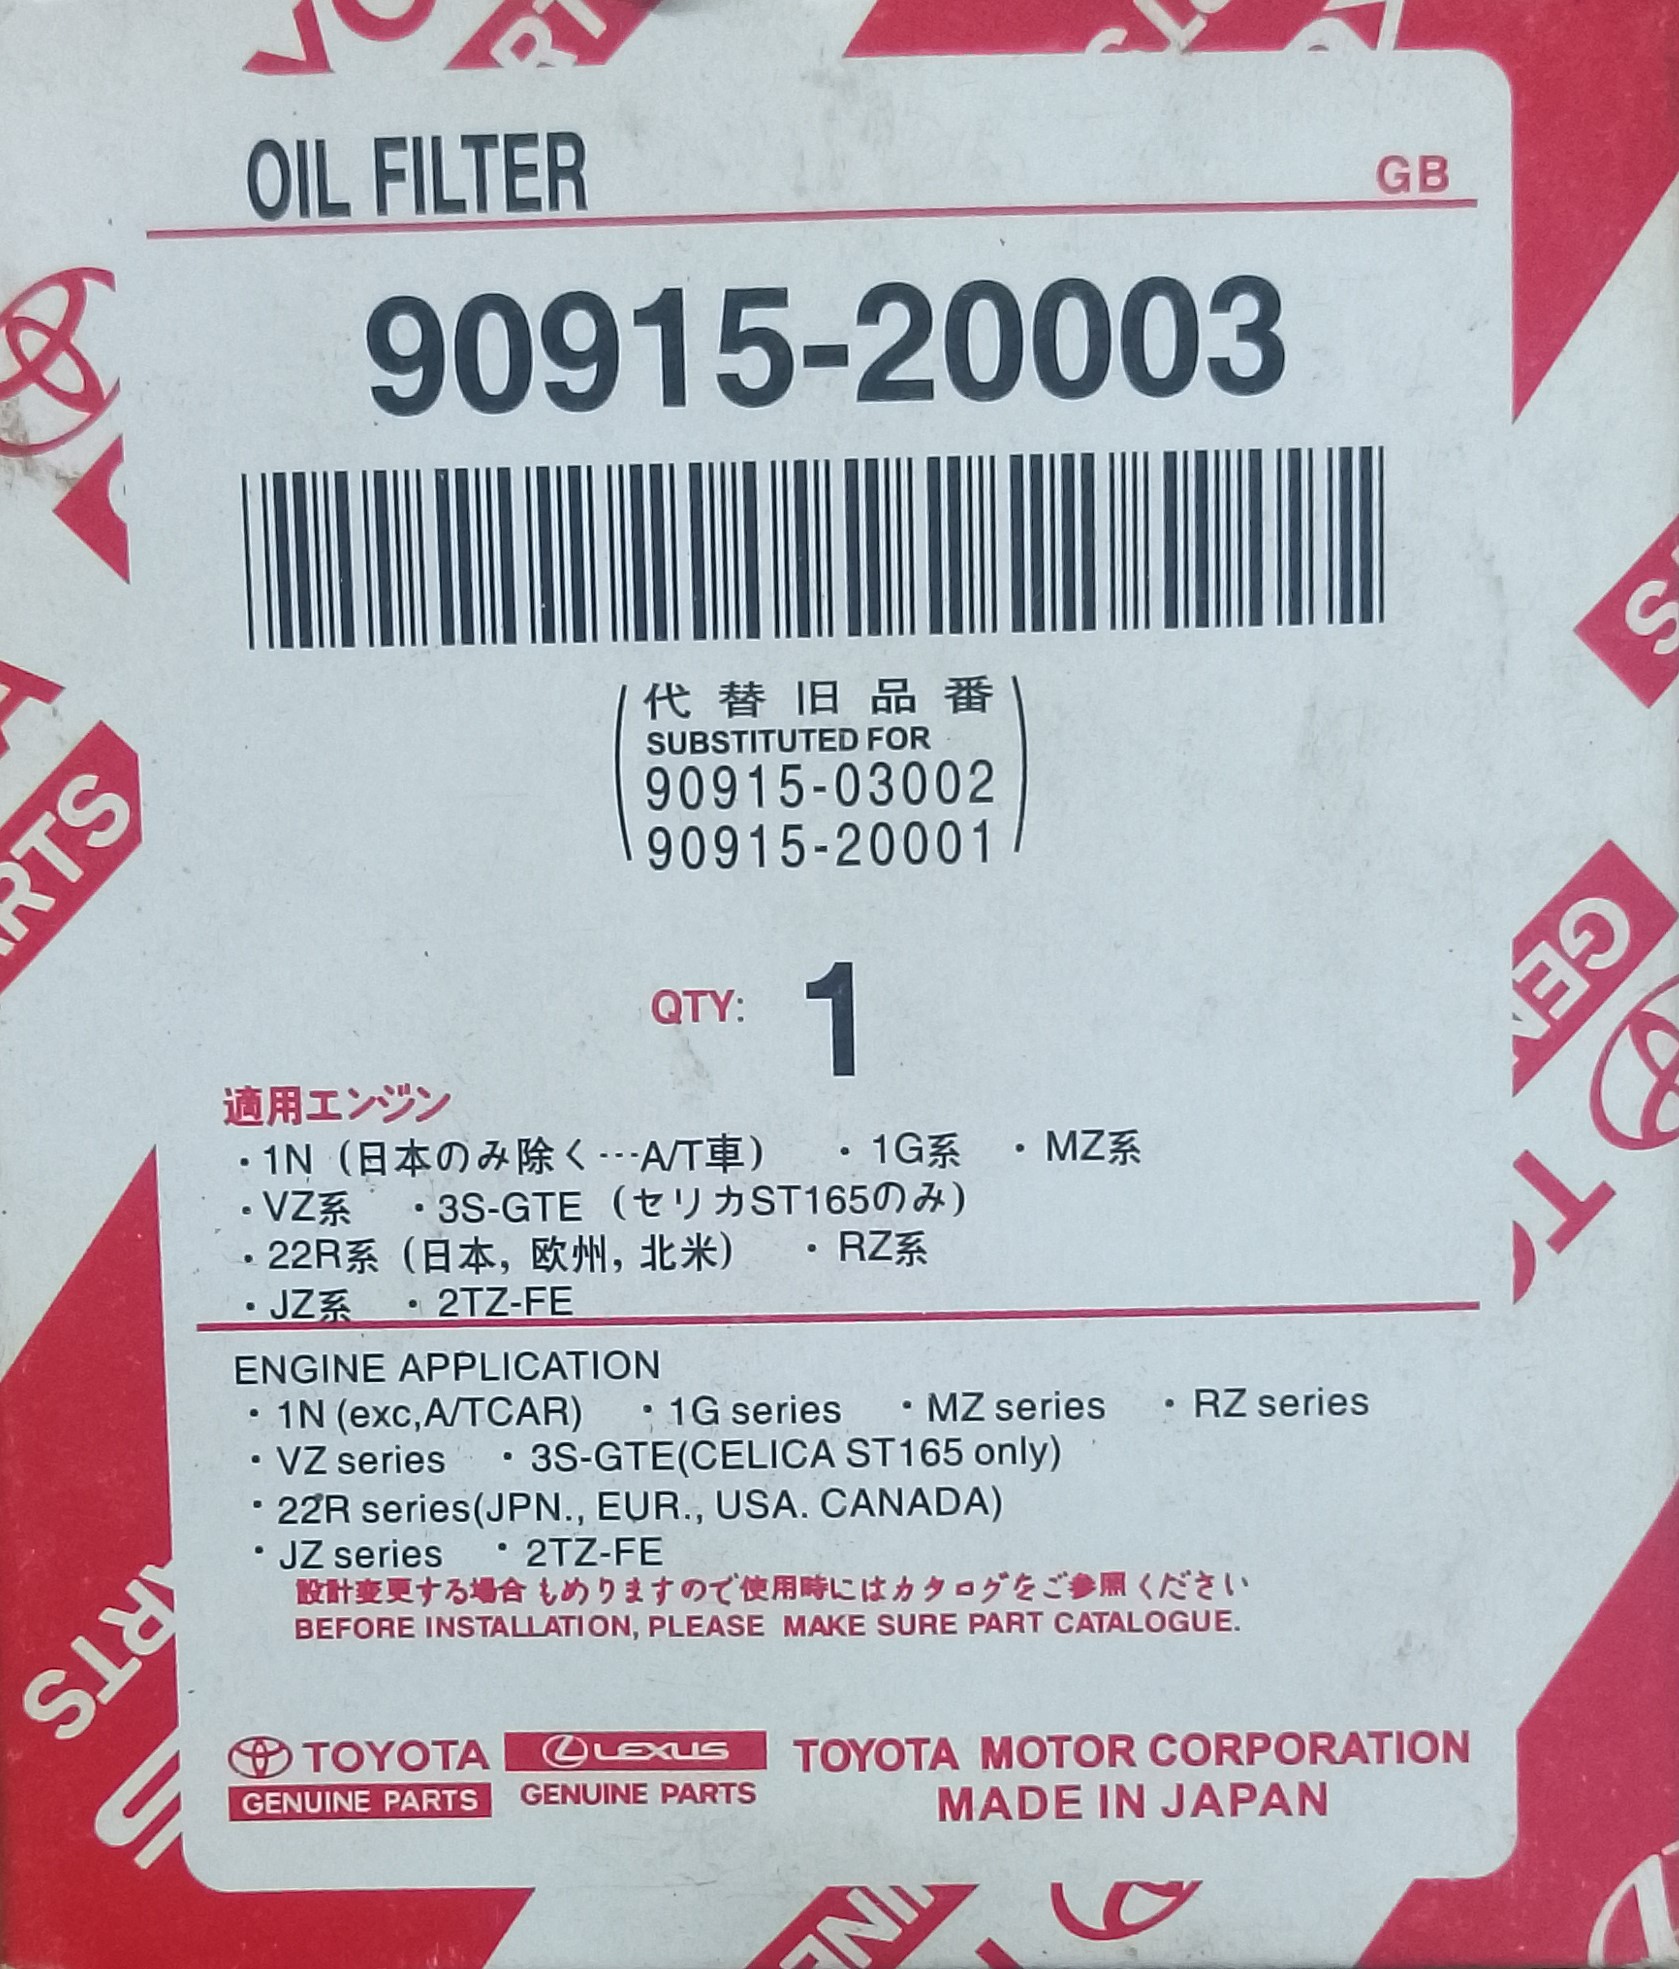 OIL FILTER
GB
90915-20003
代替旧品番
SUBSTITUTED FOR
90915-03002
90915-20001
QTY: 1
適用エンジン
・1N（日本のみ除く…A/T車） ・1G系 ・MZ系
・VZ系 ・3S-GTE（セリカST165のみ）
・22R系（日本, 欧州, 北米） ・RZ系
・JZ系 ・2TZ-FE
ENGINE APPLICATION
・1N (exc,A/TCAR) ・1G series ・MZ series ・RZ series
・VZ series ・3S-GTE(CELICA ST165 only)
・22R series(JPN., EUR., USA. CANADA)
・JZ series ・2TZ-FE
設計変更する場合もめりますので使用時にはカタログをご参照ください
BEFORE INSTALLATION, PLEASE MAKE SURE PART CATALOGUE.
TOYOTA
GENUINE PARTS
LEXUS
GENUINE PARTS
TOYOTA MOTOR CORPORATION
MADE IN JAPAN